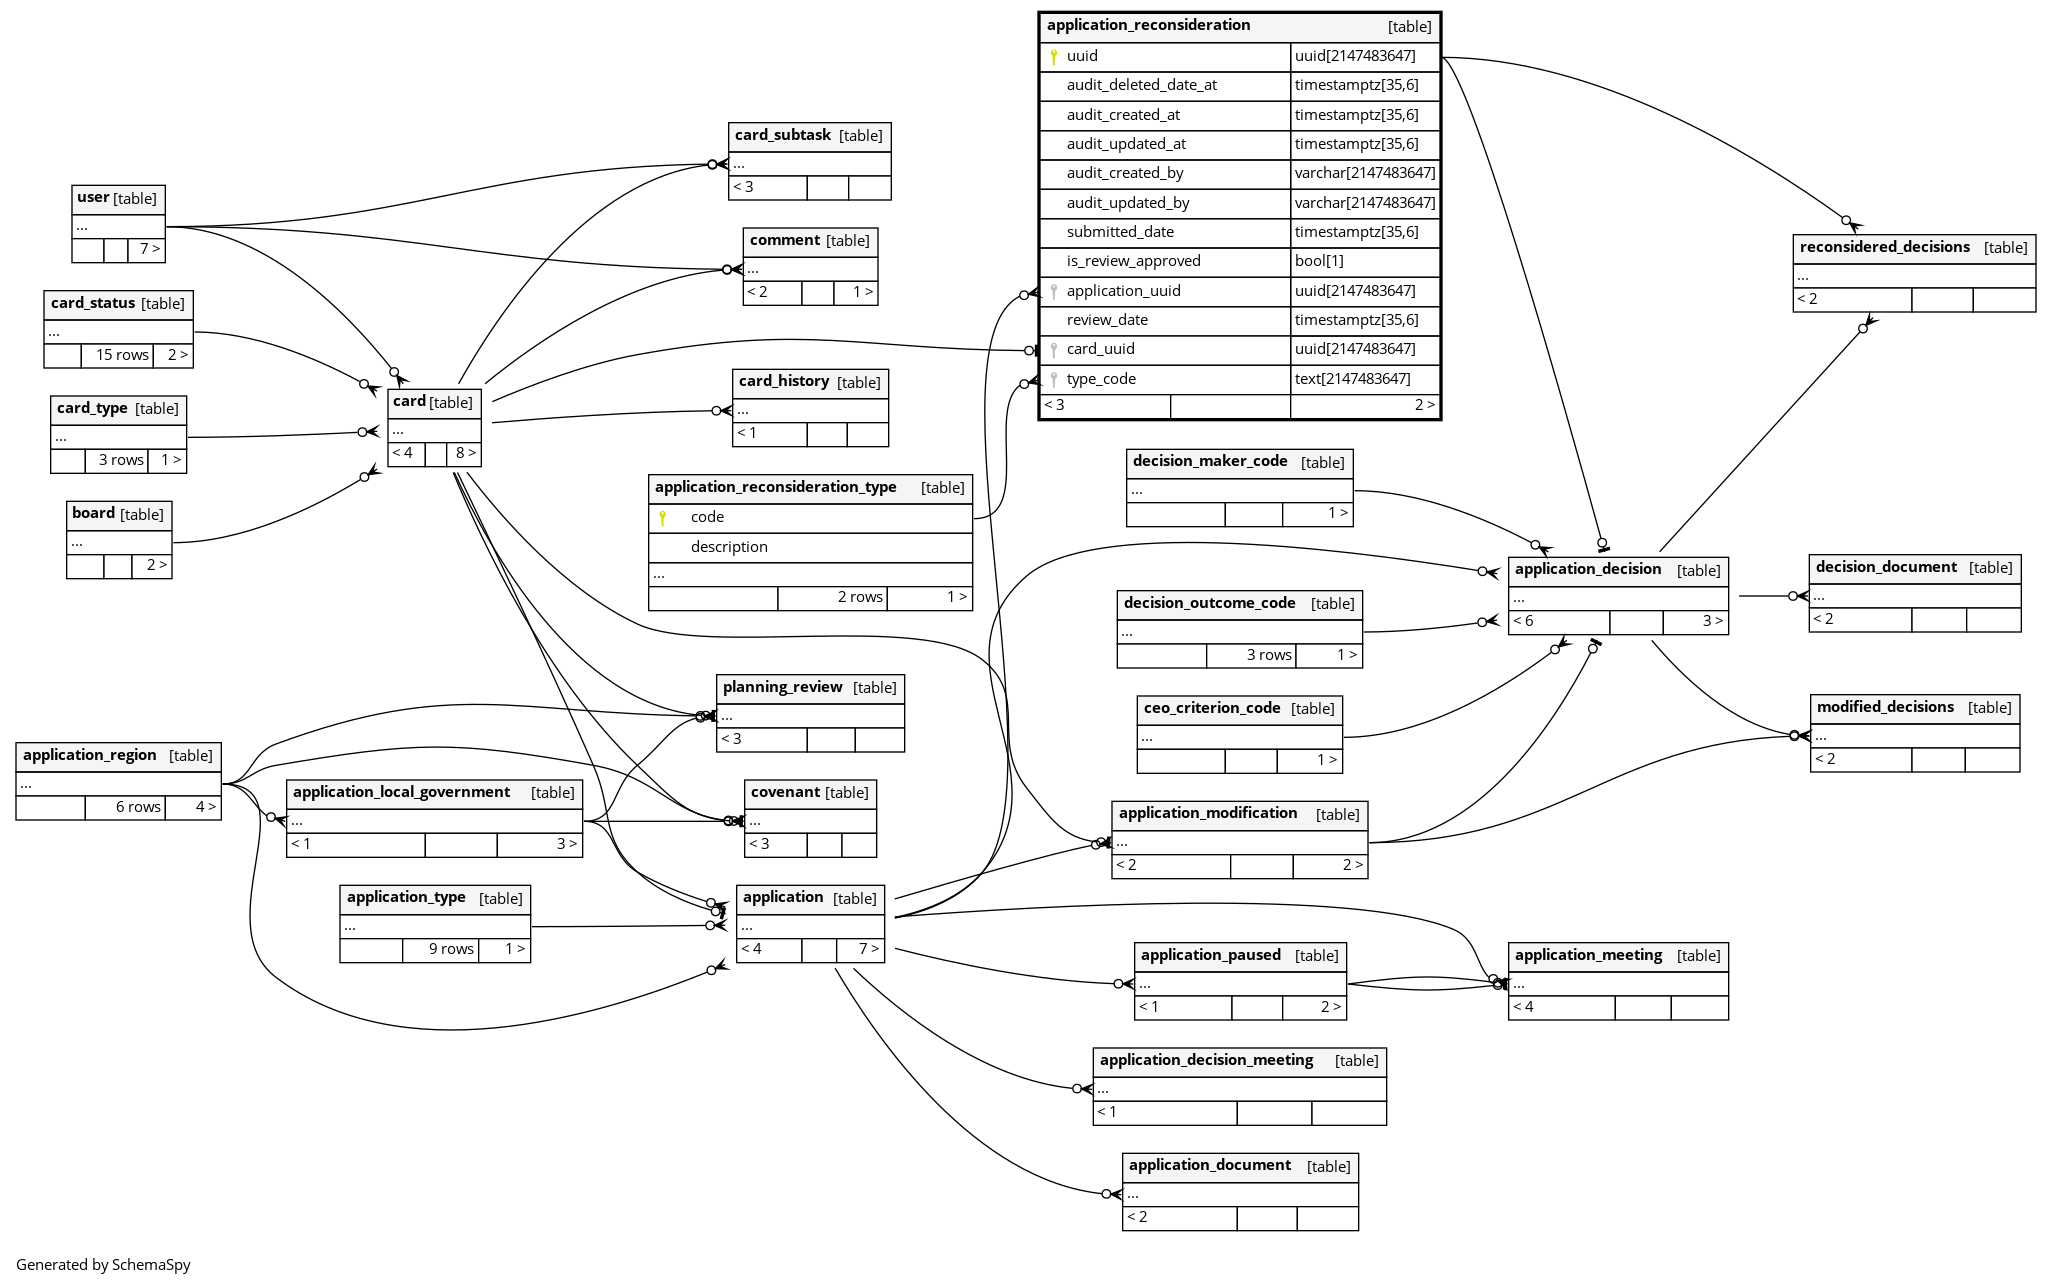 application_reconsideration [table]
uuid uuid[2147483647]
audit_deleted_date_at timestamptz[35,6]
audit_created_at timestamptz[35,6]
audit_updated_at timestamptz[35,6]
audit_created_by varchar[2147483647]
audit_updated_by varchar[2147483647]
submitted_date timestamptz[35,6]
is_review_approved bool[1]
application_uuid uuid[2147483647]
review_date timestamptz[35,6]
card_uuid uuid[2147483647]
type_code text[2147483647]
< 3 2 >
card_subtask [table]
...
< 3
user [table]
...
7 >
comment [table]
...
< 2 1 >
reconsidered_decisions [table]
...
< 2
card_status [table]
...
15 rows 2 >
card_type [table]
...
3 rows 1 >
card [table]
...
< 4 8 >
card_history [table]
...
< 1
board [table]
...
2 >
application_reconsideration_type [table]
code
description
...
2 rows 1 >
decision_maker_code [table]
...
1 >
application_decision [table]
...
< 6 3 >
decision_document [table]
...
< 2
decision_outcome_code [table]
...
3 rows 1 >
planning_review [table]
...
< 3
ceo_criterion_code [table]
...
1 >
modified_decisions [table]
...
< 2
application_region [table]
...
6 rows 4 >
application_local_government [table]
...
< 1 3 >
covenant [table]
...
< 3
application_modification [table]
...
< 2 2 >
application_type [table]
...
9 rows 1 >
application [table]
...
< 4 7 >
application_paused [table]
...
< 1 2 >
application_meeting [table]
...
< 4
application_decision_meeting [table]
...
< 1
application_document [table]
...
< 2
Generated by SchemaSpy